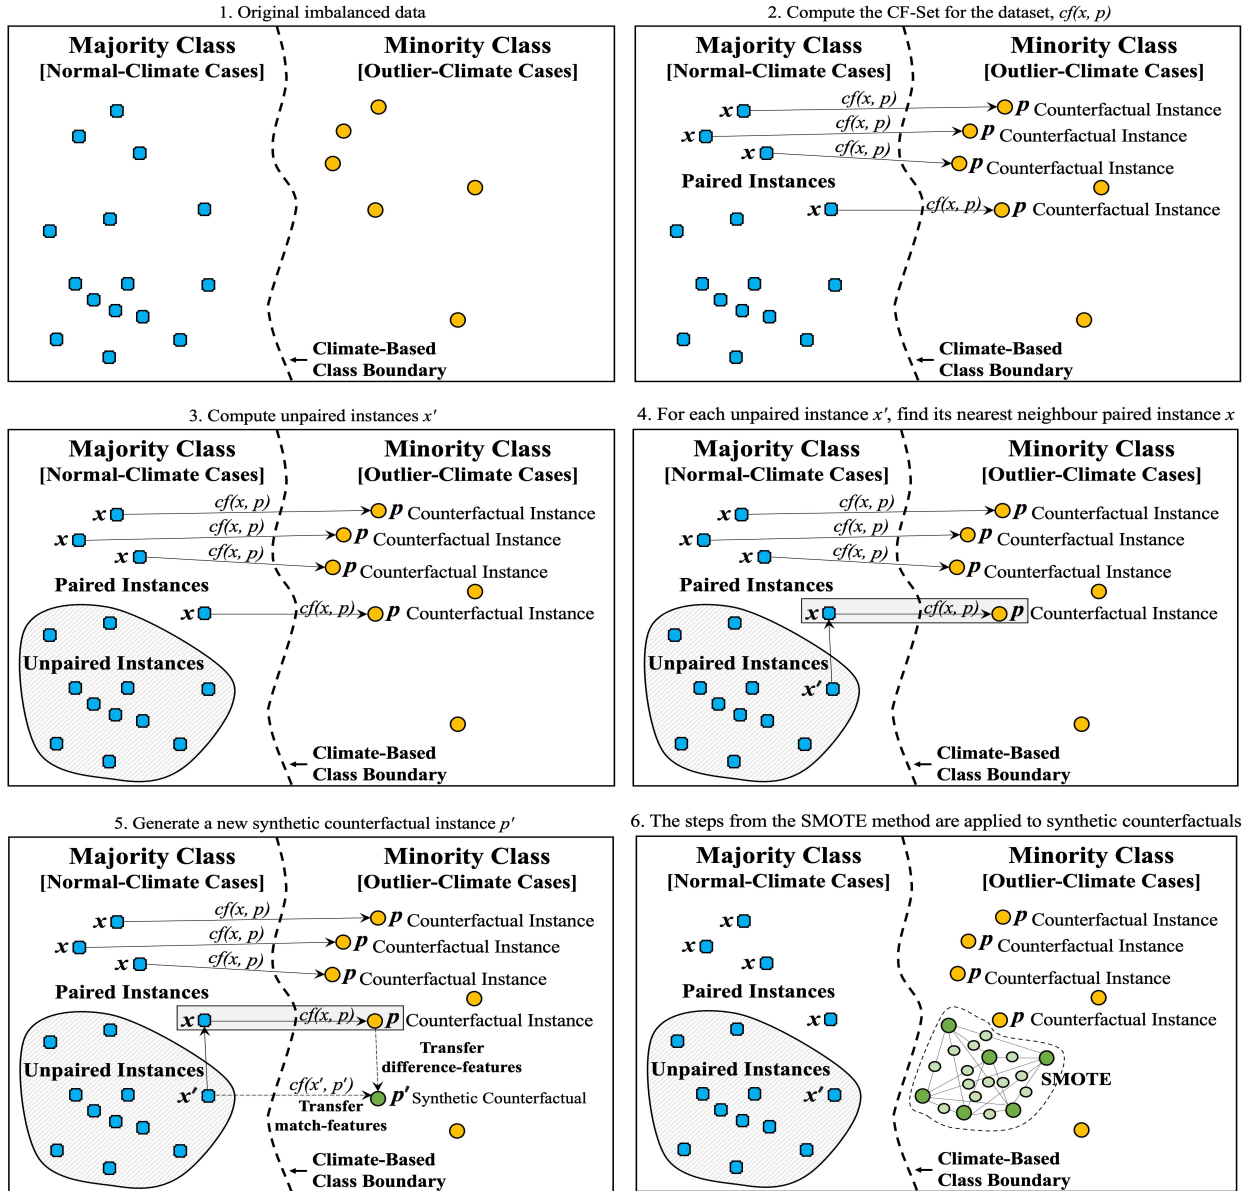 1. Original imbalanced data
Majority Class
[Normal-Climate Cases]
Minority Class
[Outlier-Climate Cases]
Climate-Based
Class Boundary
2. Compute the CF-Set for the dataset, cf(x, p)
Majority Class
[Normal-Climate Cases]
Minority Class
[Outlier-Climate Cases]
x cf(x, p) p Counterfactual Instance
x cf(x, p) p Counterfactual Instance
x cf(x, p) p Counterfactual Instance
Paired Instances
x cf(x, p) p Counterfactual Instance
Climate-Based
Class Boundary
3. Compute unpaired instances x′
Majority Class
[Normal-Climate Cases]
Minority Class
[Outlier-Climate Cases]
x cf(x, p) p Counterfactual Instance
x cf(x, p) p Counterfactual Instance
x cf(x, p) p Counterfactual Instance
Paired Instances
x cf(x, p) p Counterfactual Instance
Unpaired Instances
Climate-Based
Class Boundary
4. For each unpaired instance x′, find its nearest neighbour paired instance x
Majority Class
[Normal-Climate Cases]
Minority Class
[Outlier-Climate Cases]
x cf(x, p) p Counterfactual Instance
x cf(x, p) p Counterfactual Instance
x cf(x, p) p Counterfactual Instance
Paired Instances
x cf(x, p) p Counterfactual Instance
Unpaired Instances
x′
Climate-Based
Class Boundary
5. Generate a new synthetic counterfactual instance p′
Majority Class
[Normal-Climate Cases]
Minority Class
[Outlier-Climate Cases]
x cf(x, p) p Counterfactual Instance
x cf(x, p) p Counterfactual Instance
x cf(x, p) p Counterfactual Instance
Paired Instances
x cf(x, p) p Counterfactual Instance
Transfer
difference-features
Unpaired Instances
x′ cf(x′, p′) p′ Synthetic Counterfactual
Transfer
match-features
Climate-Based
Class Boundary
6. The steps from the SMOTE method are applied to synthetic counterfactuals
Majority Class
[Normal-Climate Cases]
Minority Class
[Outlier-Climate Cases]
x p Counterfactual Instance
x p Counterfactual Instance
x p Counterfactual Instance
Paired Instances
x p Counterfactual Instance
Unpaired Instances
SMOTE
x′
Climate-Based
Class Boundary